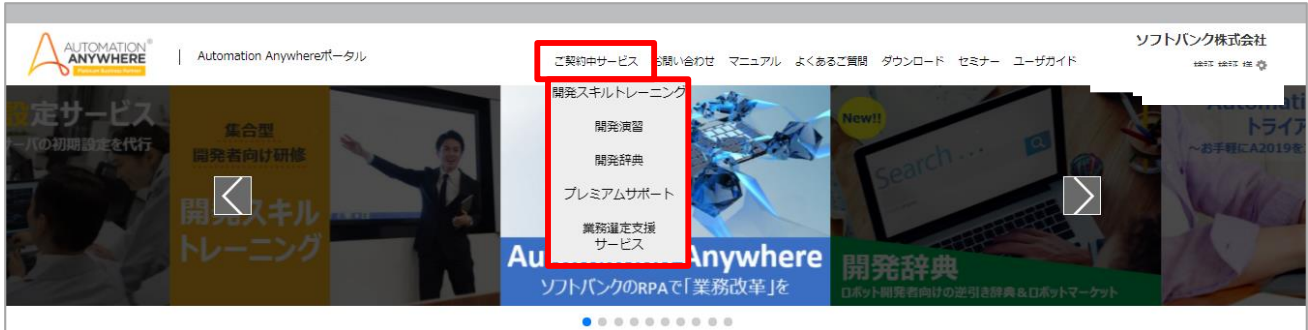 AUTOMATION®
ANYWHERE
Automation Anywhereポータル
ご契約中サービス
お問い合わせ
マニュアル
よくあるご質問
ダウンロード
セミナー
ユーザガイド
ソフトバンク株式会社
開発スキルトレーニング
開発演習
開発辞典
プレミアムサポート
業務選定支援
サービス
設定サービス
ーバの初期設定を代行
集合型
開発者向け研修
開発スキル
トレーニング
Anywhere
ソフトバンクのRPAで「業務改革」を
New!!
Search ...
開発辞典
ロボット開発者向けの逆引き辞典&ロボットマーケット
トライア
～お手軽にA2019を